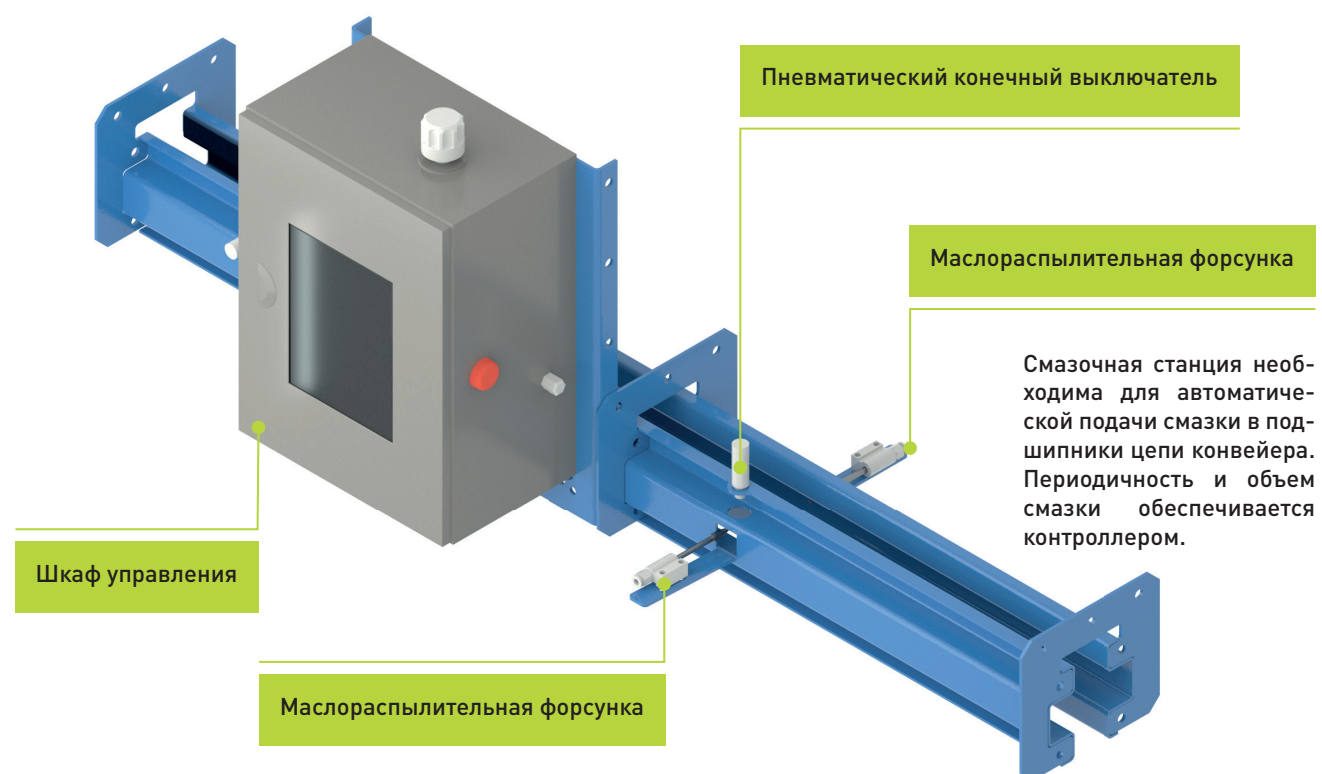 Пневматический конечный выключатель
Маслораспылительная форсунка
Смазочная станция необ-
ходима для автоматиче-
ской подачи смазки в под-
шипники цепи конвейера.
Периодичность и объем
смазки обеспечивается
контроллером.
Шкаф управления
Маслораспылительная форсунка